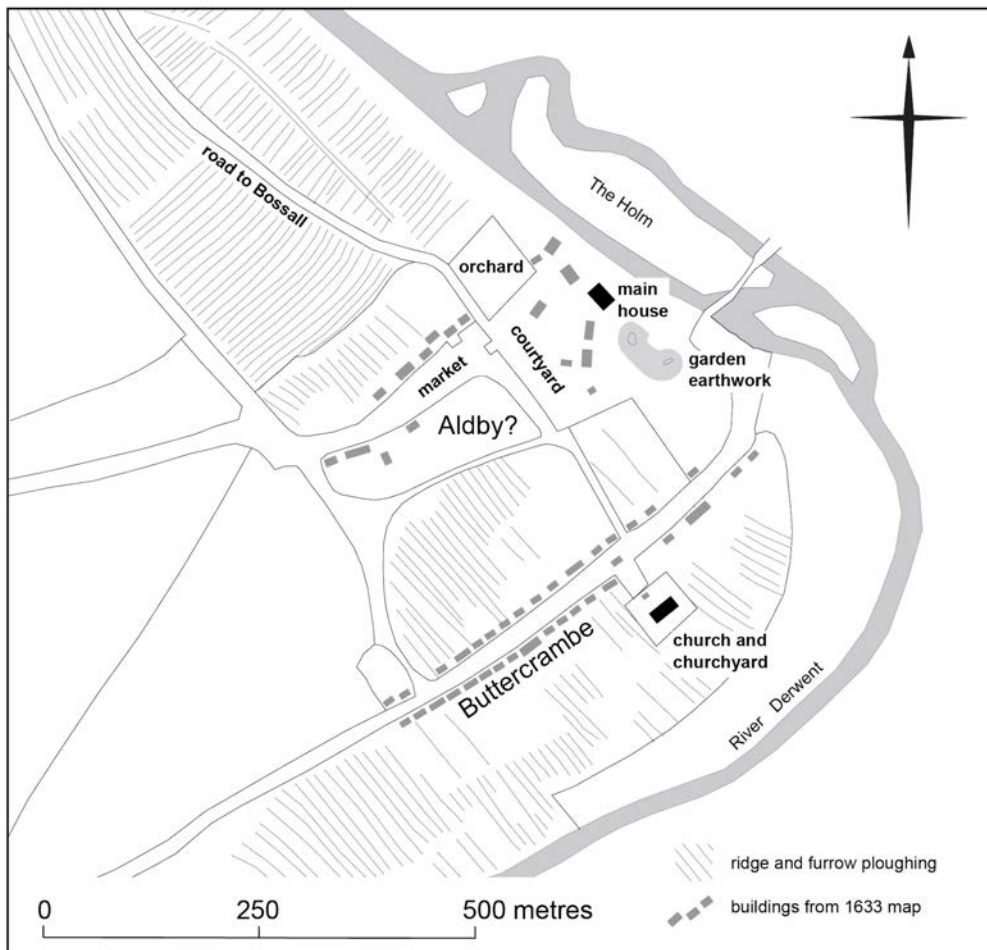 The Holm
road to Bossall
orchard
main
house
courtyard
market
garden
earthwork
Aldby?
church and
churchyard
Buttercrambe
River Derwent
ridge and furrow ploughing
buildings from 1633 map
0 250 500 metres